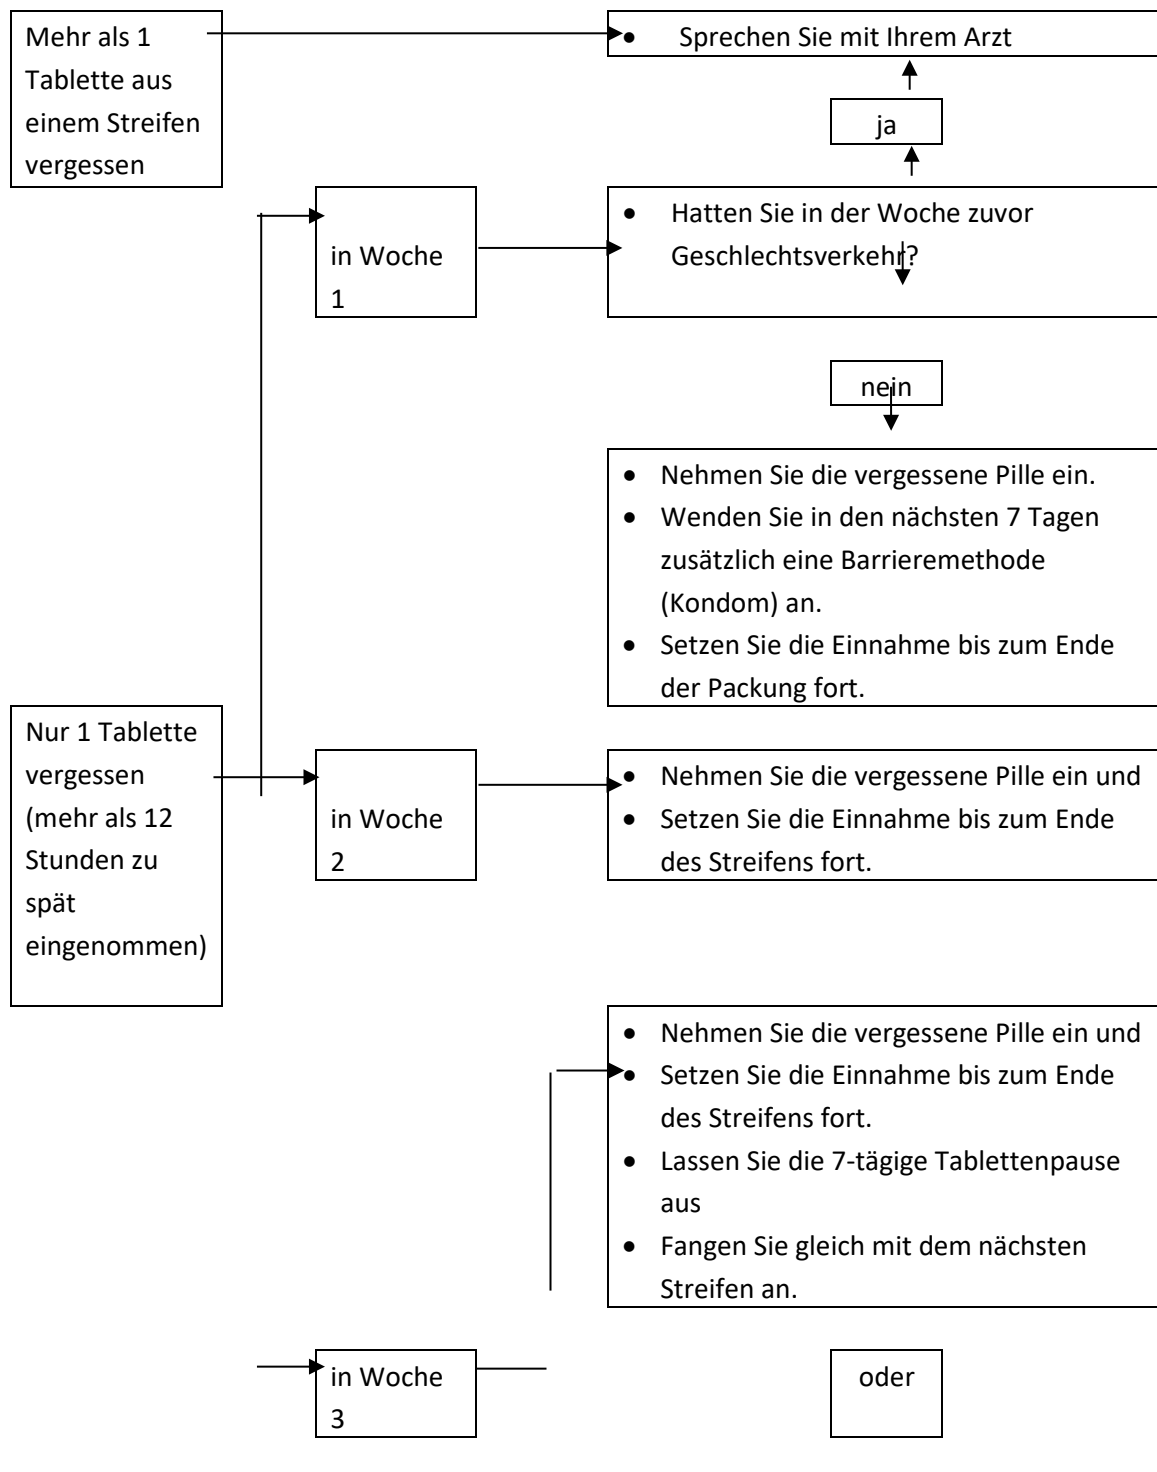 Mehr als 1
Tablette aus
einem Streifen
vergessen
• Sprechen Sie mit Ihrem Arzt
ja
in Woche
1
• Hatten Sie in der Woche zuvor
Geschlechtsverkehr?
nein
• Nehmen Sie die vergessene Pille ein.
• Wenden Sie in den nächsten 7 Tagen
zusätzlich eine Barrieremethode
(Kondom) an.
• Setzen Sie die Einnahme bis zum Ende
der Packung fort.
Nur 1 Tablette
vergessen
(mehr als 12
Stunden zu
spät
eingenommen)
in Woche
2
• Nehmen Sie die vergessene Pille ein und
• Setzen Sie die Einnahme bis zum Ende
des Streifens fort.
• Nehmen Sie die vergessene Pille ein und
• Setzen Sie die Einnahme bis zum Ende
des Streifens fort.
• Lassen Sie die 7-tägige Tablettenpause
aus
• Fangen Sie gleich mit dem nächsten
Streifen an.
in Woche
3
oder